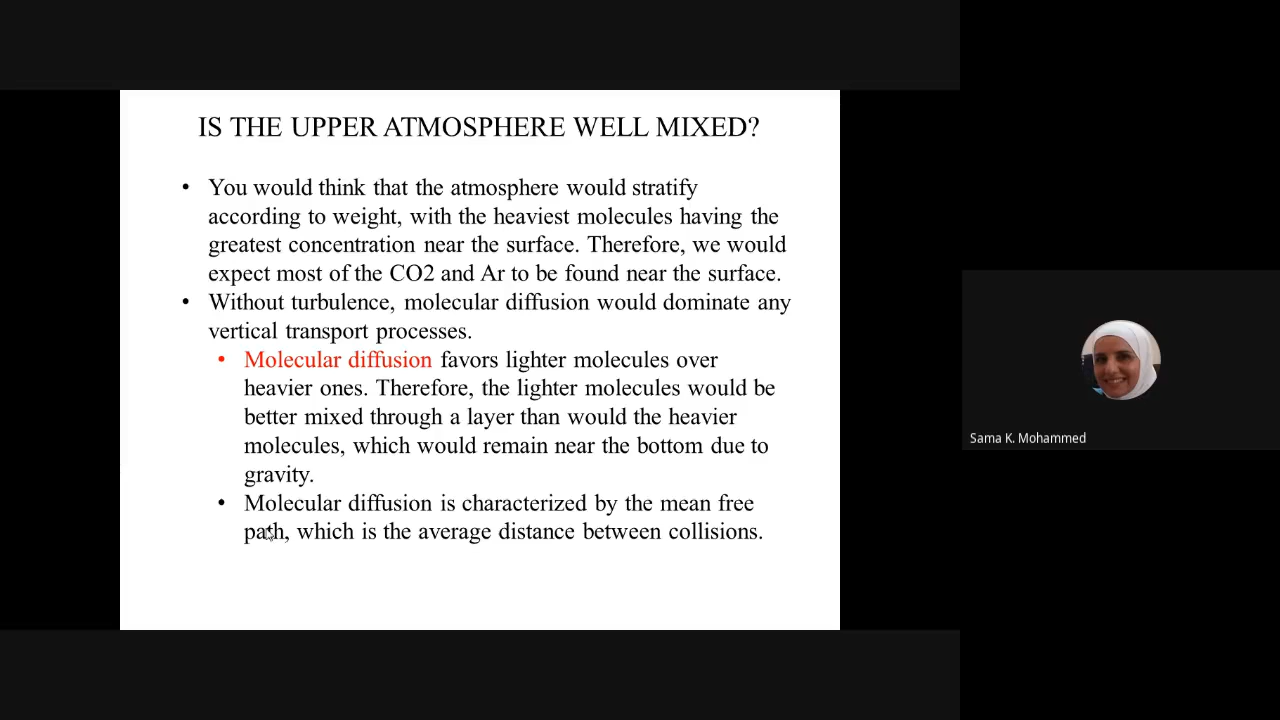 IS THE UPPER ATMOSPHERE WELL MIXED?
• You would think that the atmosphere would stratify
according to weight, with the heaviest molecules having the
greatest concentration near the surface. Therefore, we would
expect most of the CO2 and Ar to be found near the surface.
• Without turbulence, molecular diffusion would dominate any
vertical transport processes.
• Molecular diffusion favors lighter molecules over
heavier ones. Therefore, the lighter molecules would be
better mixed through a layer than would the heavier
molecules, which would remain near the bottom due to
gravity.
• Molecular diffusion is characterized by the mean free
path, which is the average distance between collisions.
Sama K. Mohammed